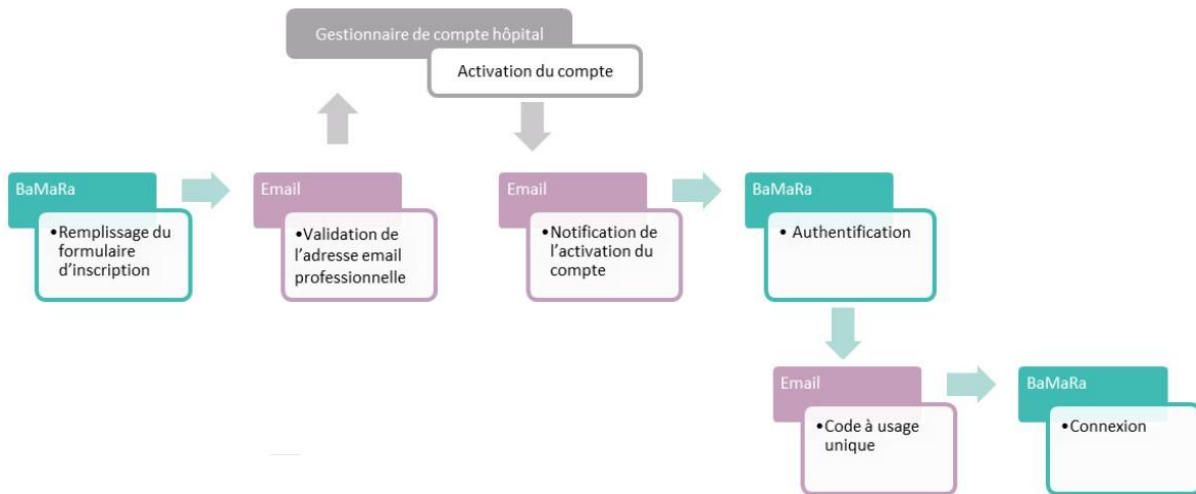 Gestionnaire de compte hôpital
Activation du compte
BaMaRa
•Remplissage du
formulaire
d’inscription
Email
•Validation de
l’adresse email
professionnelle
Email
•Notification de
l’activation du
compte
BaMaRa
• Authentification
Email
•Code à usage
unique
BaMaRa
•Connexion